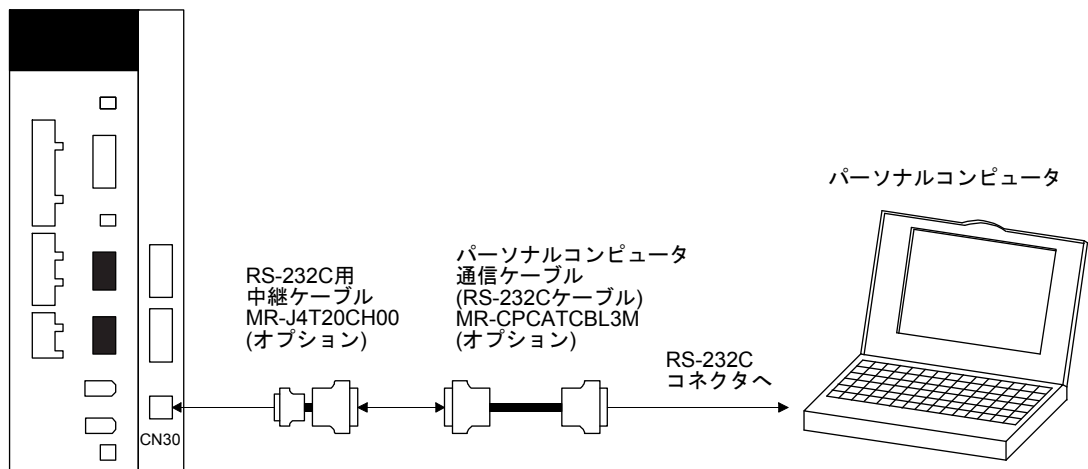 パーソナルコンピュータ
RS-232C用
中継ケーブル
MR-J4T20CH00
(オプション)
パーソナルコンピュータ
通信ケーブル
(RS-232Cケーブル)
MR-CPCATCBL3M
(オプション)
RS-232C
コネクタへ
CN30